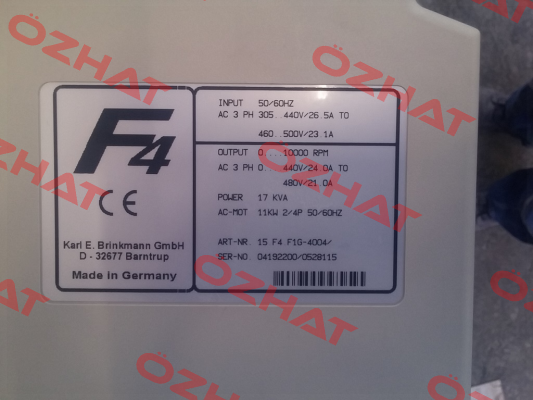 F4
CE
Karl E. Brinkmann GmbH
D - 32677 Barntrup
Made in Germany
INPUT 50/60HZ
AC 3 PH 305...440V/26.5A TO
460..500V/23.1A
OUTPUT 0....10000 RPM
AC 3 PH 0....440V/24.0A TO
480V/21.0A
POWER 17 KVA
AC-MOT 11KW 2/4P 50/60HZ
ART-NR 15 F4 F1G-4004/
SER-NO 04192200/0528115
ÖZHAT
ÖZHAT
ÖZHAT
ÖZHAT
ÖZHAT
ÖZHAT
ÖZHAT
ÖZHAT